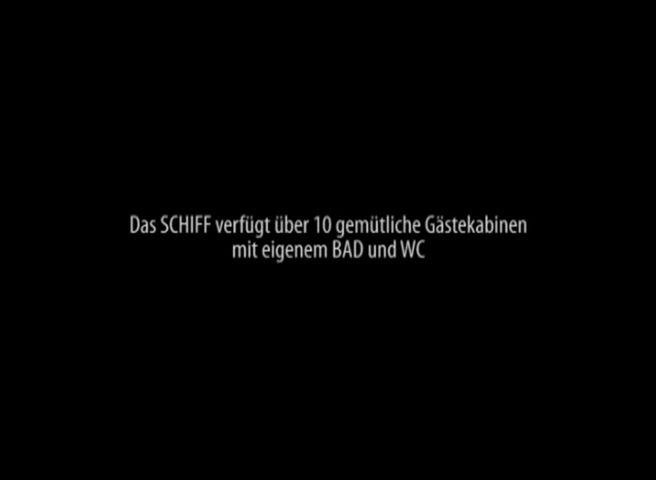 Das SCHIFF verfügt über 10 gemütliche Gästekabinen
mit eigenem BAD und WC